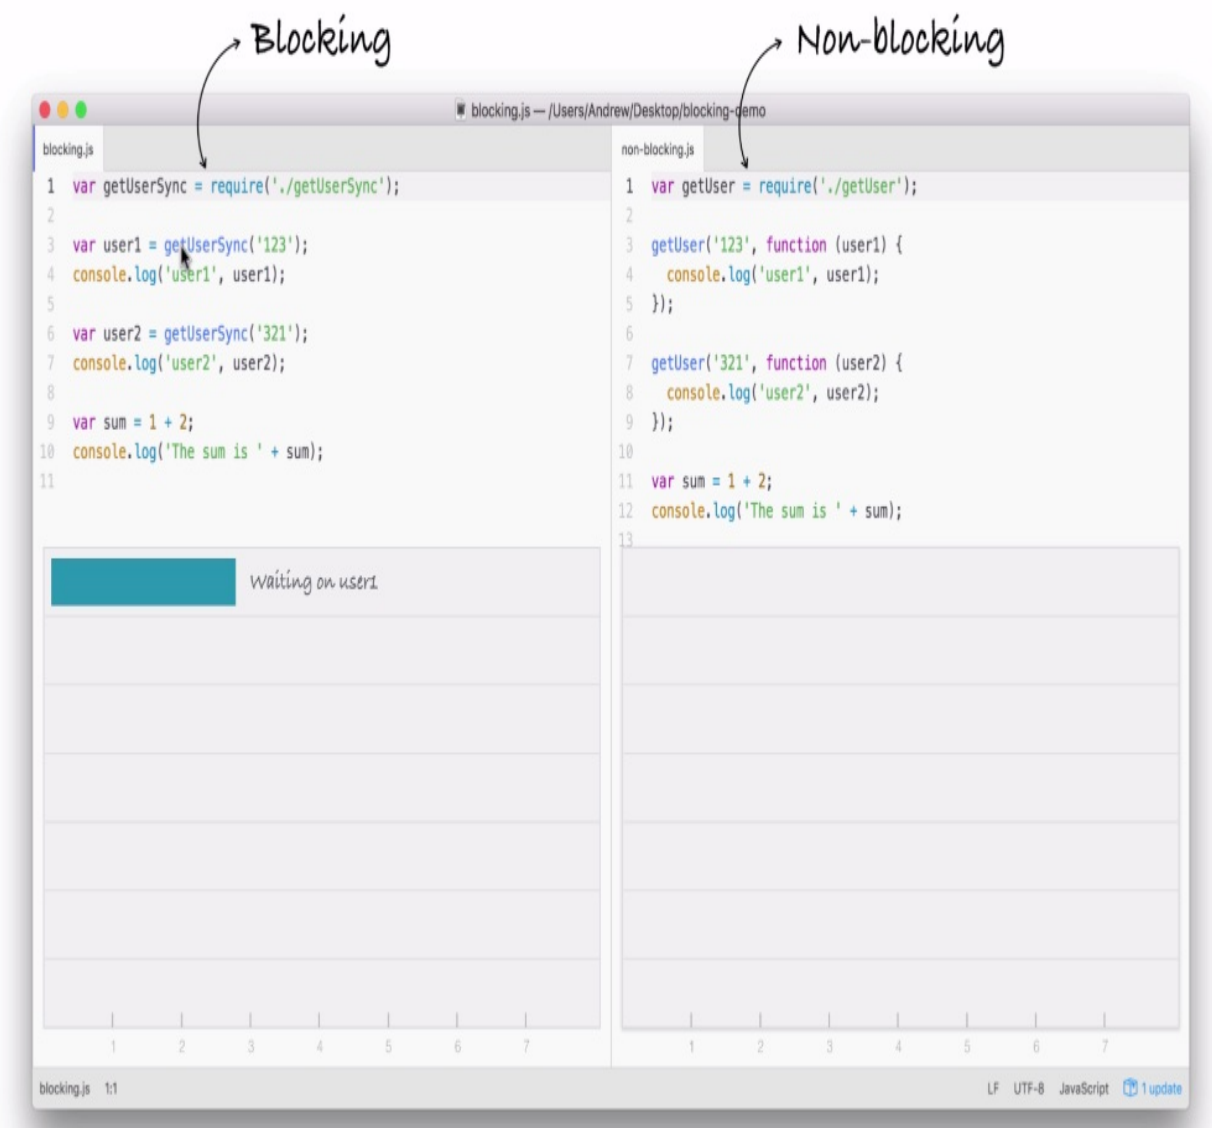 Blocking
Non-blocking
blocking.js — /Users/Andrew/Desktop/blocking-demo
blocking.js
1 var getUserSync = require('./getUserSync');
2
3 var user1 = getUserSync('123');
4 console.log('user1', user1);
5
6 var user2 = getUserSync('321');
7 console.log('user2', user2);
8
9 var sum = 1 + 2;
10 console.log('The sum is ' + sum);
11
Waiting on user1
1 2 3 4 5 6 7
non-blocking.js
1 var getUser = require('./getUser');
2
3 getUser('123', function (user1) {
4   console.log('user1', user1);
5 });
6
7 getUser('321', function (user2) {
8   console.log('user2', user2);
9 });
10
11 var sum = 1 + 2;
12 console.log('The sum is ' + sum);
13
1 2 3 4 5 6 7
blocking.js 1:1 LF UTF-8 JavaScript 1 update